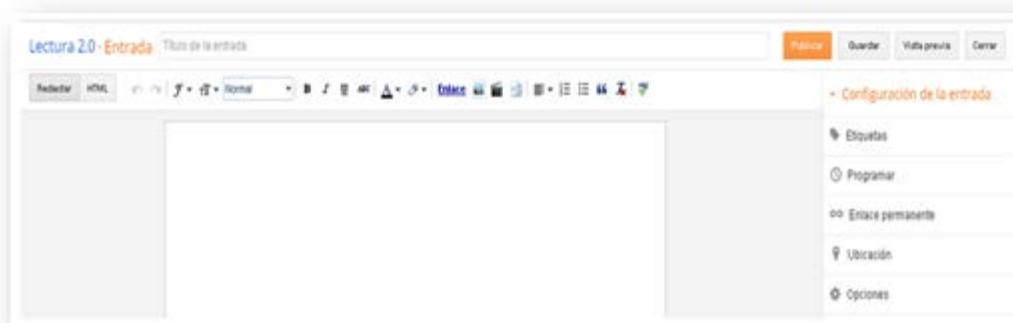 Lectura 2.0 · Entrada Título de la entrada Publicar Guardar Vista previa Cerrar
Redactar HTML Normal B I U ABC A Enlace
Configuración de la entrada
Etiquetas
Programar
Enlace permanente
Ubicación
Opciones